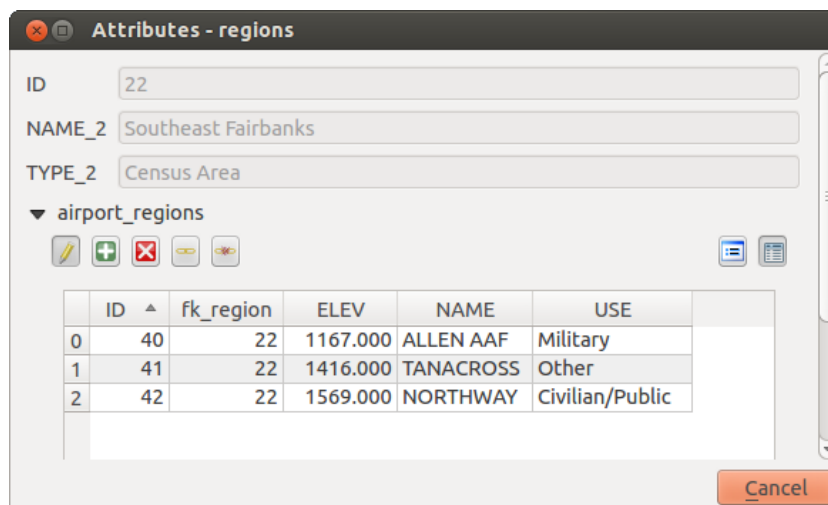 Attributes - regions
ID 22
NAME_2 Southeast Fairbanks
TYPE_2 Census Area
airport_regions
ID fk_region ELEV NAME USE
0 40 22 1167.000 ALLEN AAF Military
1 41 22 1416.000 TANACROSS Other
2 42 22 1569.000 NORTHWAY Civilian/Public
Cancel